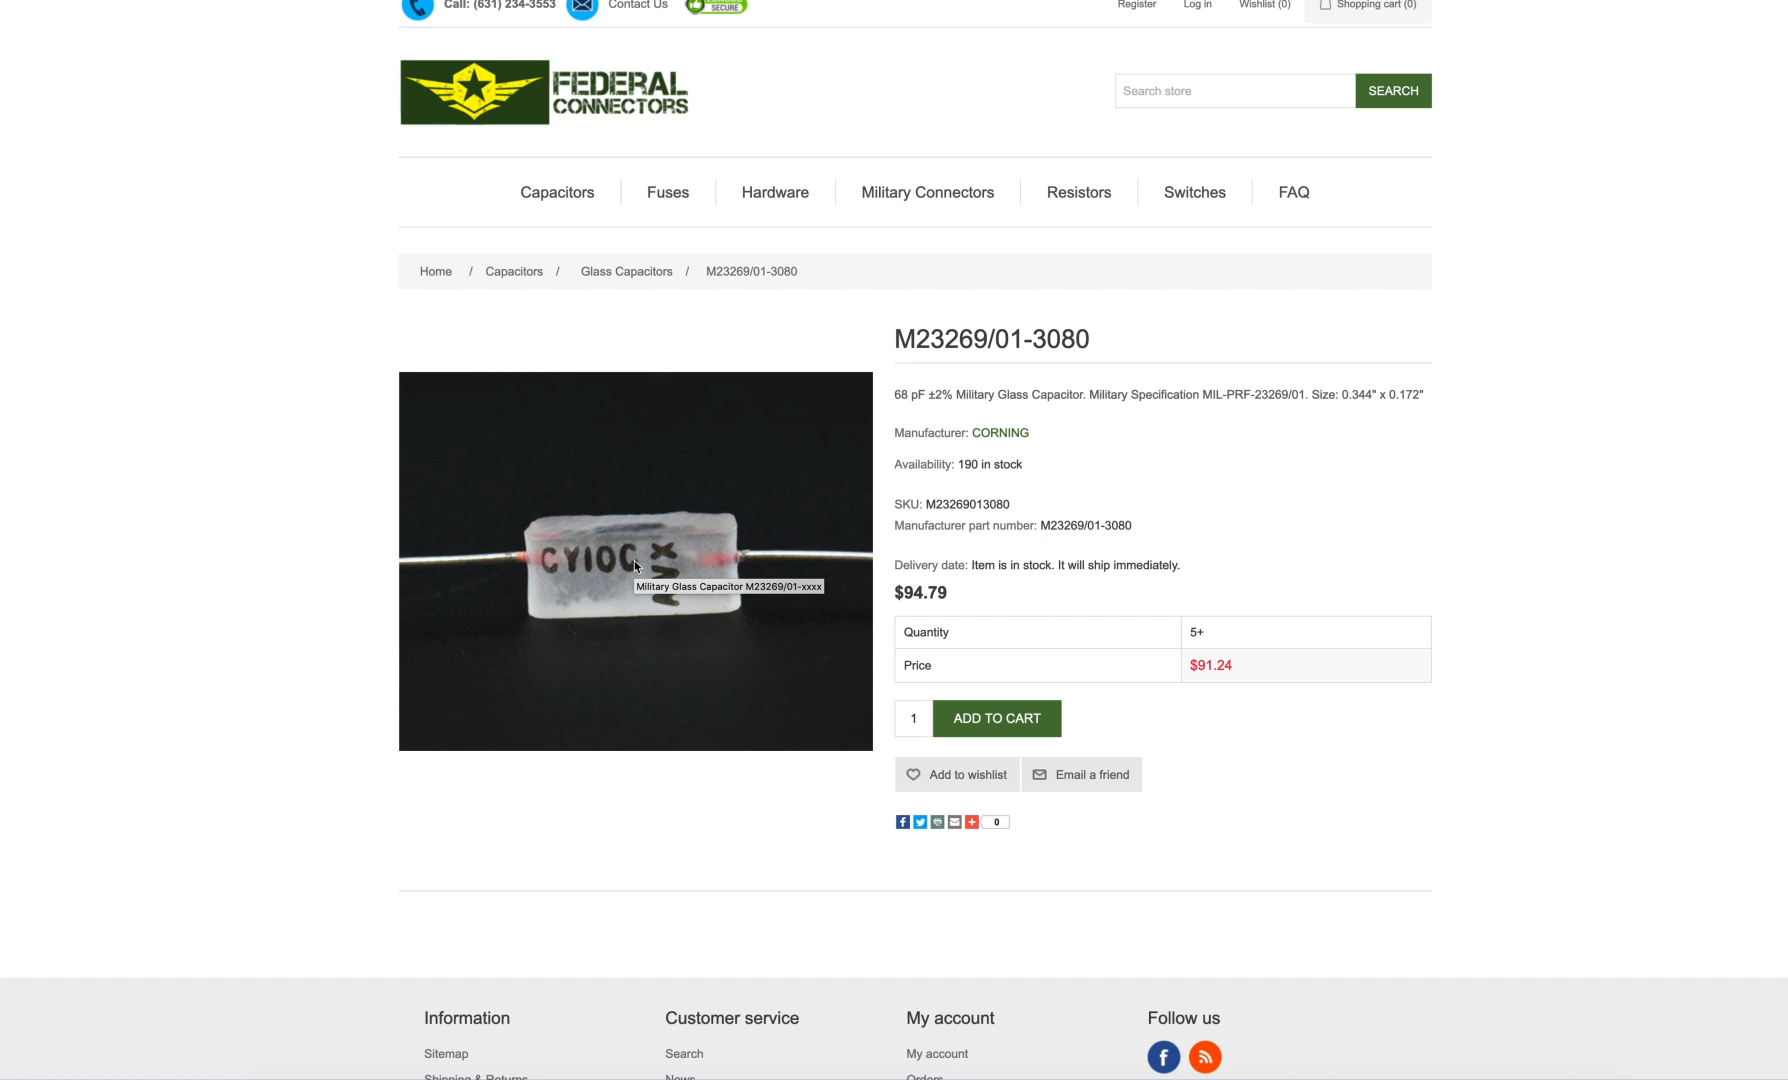 Call: (631) 234-3553
Contact Us
SECURE
Register
Log in
Wishlist (0)
Shopping cart (0)
FEDERAL
CONNECTORS
Search store
SEARCH
Capacitors
Fuses
Hardware
Military Connectors
Resistors
Switches
FAQ
Home / Capacitors / Glass Capacitors / M23269/01-3080
M23269/01-3080
68 pF ±2% Military Glass Capacitor. Military Specification MIL-PRF-23269/01. Size: 0.344" x 0.172"
Manufacturer: CORNING
Availability: 190 in stock
SKU: M23269013080
Manufacturer part number: M23269/01-3080
Delivery date: Item is in stock. It will ship immediately.
CY10C
Military Glass Capacitor M23269/01-xxxx
$94.79
Quantity 5+
Price $91.24
1
ADD TO CART
Add to wishlist
Email a friend
0
Information
Customer service
My account
Follow us
Sitemap
Search
My account
Shipping & Returns
News
Orders